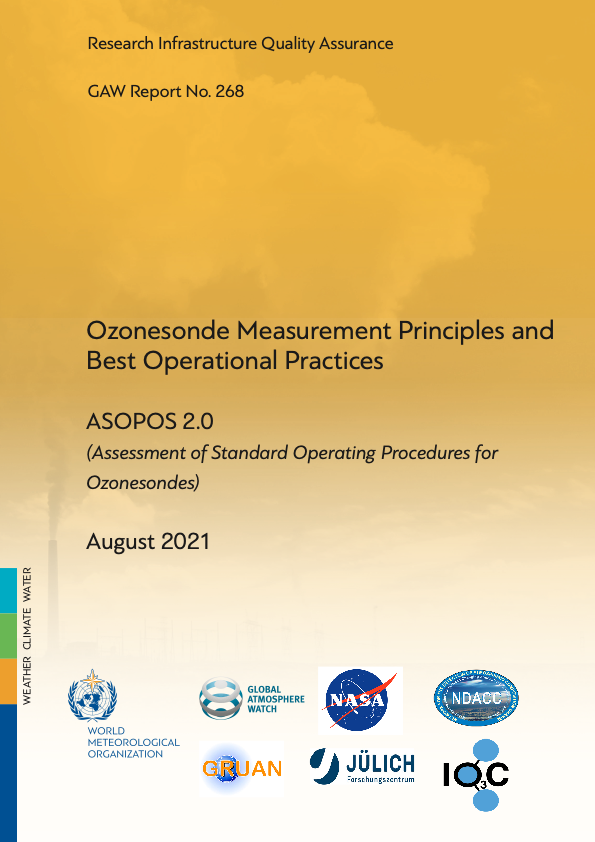 Research Infrastructure Quality Assurance
GAW Report No. 268
Ozonesonde Measurement Principles and
Best Operational Practices
ASOPOS 2.0
(Assessment of Standard Operating Procedures for
Ozonesondes)
August 2021
WEATHER CLIMATE WATER
WORLD
METEOROLOGICAL
ORGANIZATION
GLOBAL
ATMOSPHERE
WATCH
NASA
NDACC
GRUAN
JÜLICH
Forschungszentrum
IO3C